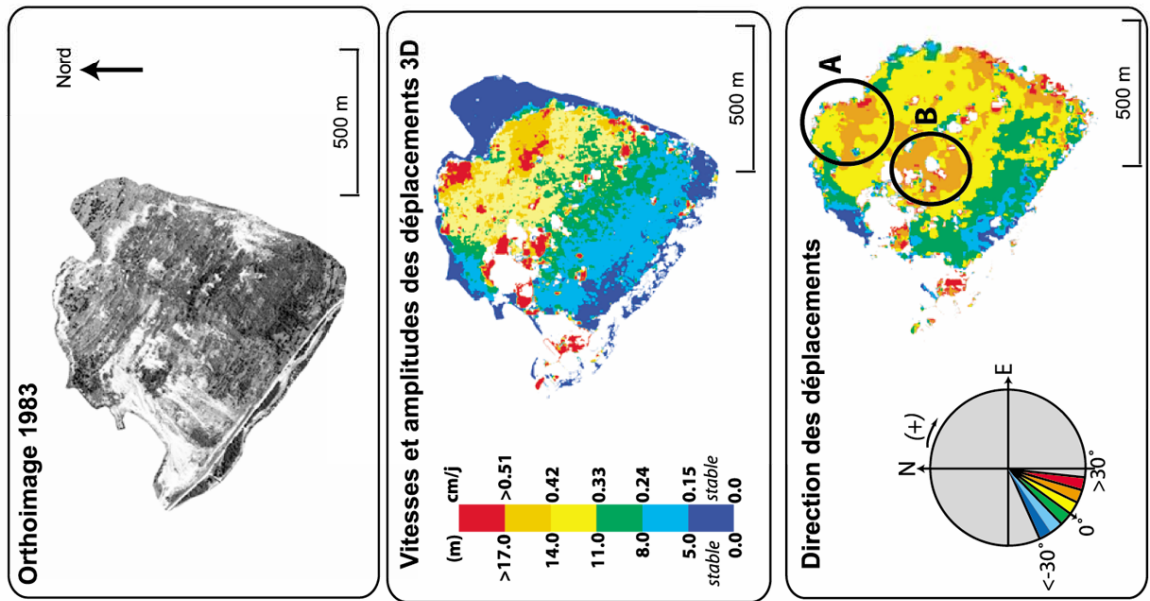 Orthoimage 1983
Nord
500 m
Vitesses et amplitudes des déplacements 3D
(m) cm/j
>17.0 >0.51
14.0 0.42
11.0 0.33
8.0 0.24
5.0 0.15
stable stable
0.0 0.0
500 m
Direction des déplacements
N
(+)
E
<-30°
0°
>30°
A
B
500 m